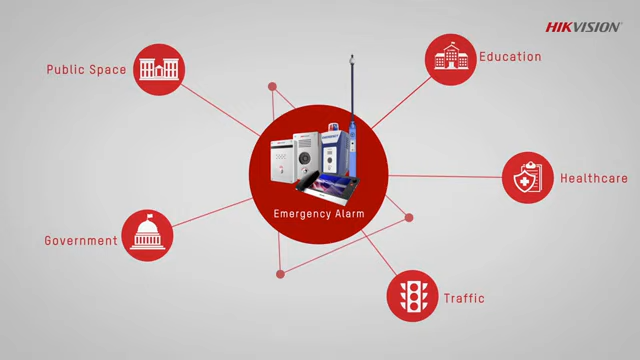 HIKVISION
Public Space
Education
Healthcare
Emergency Alarm
Government
Traffic